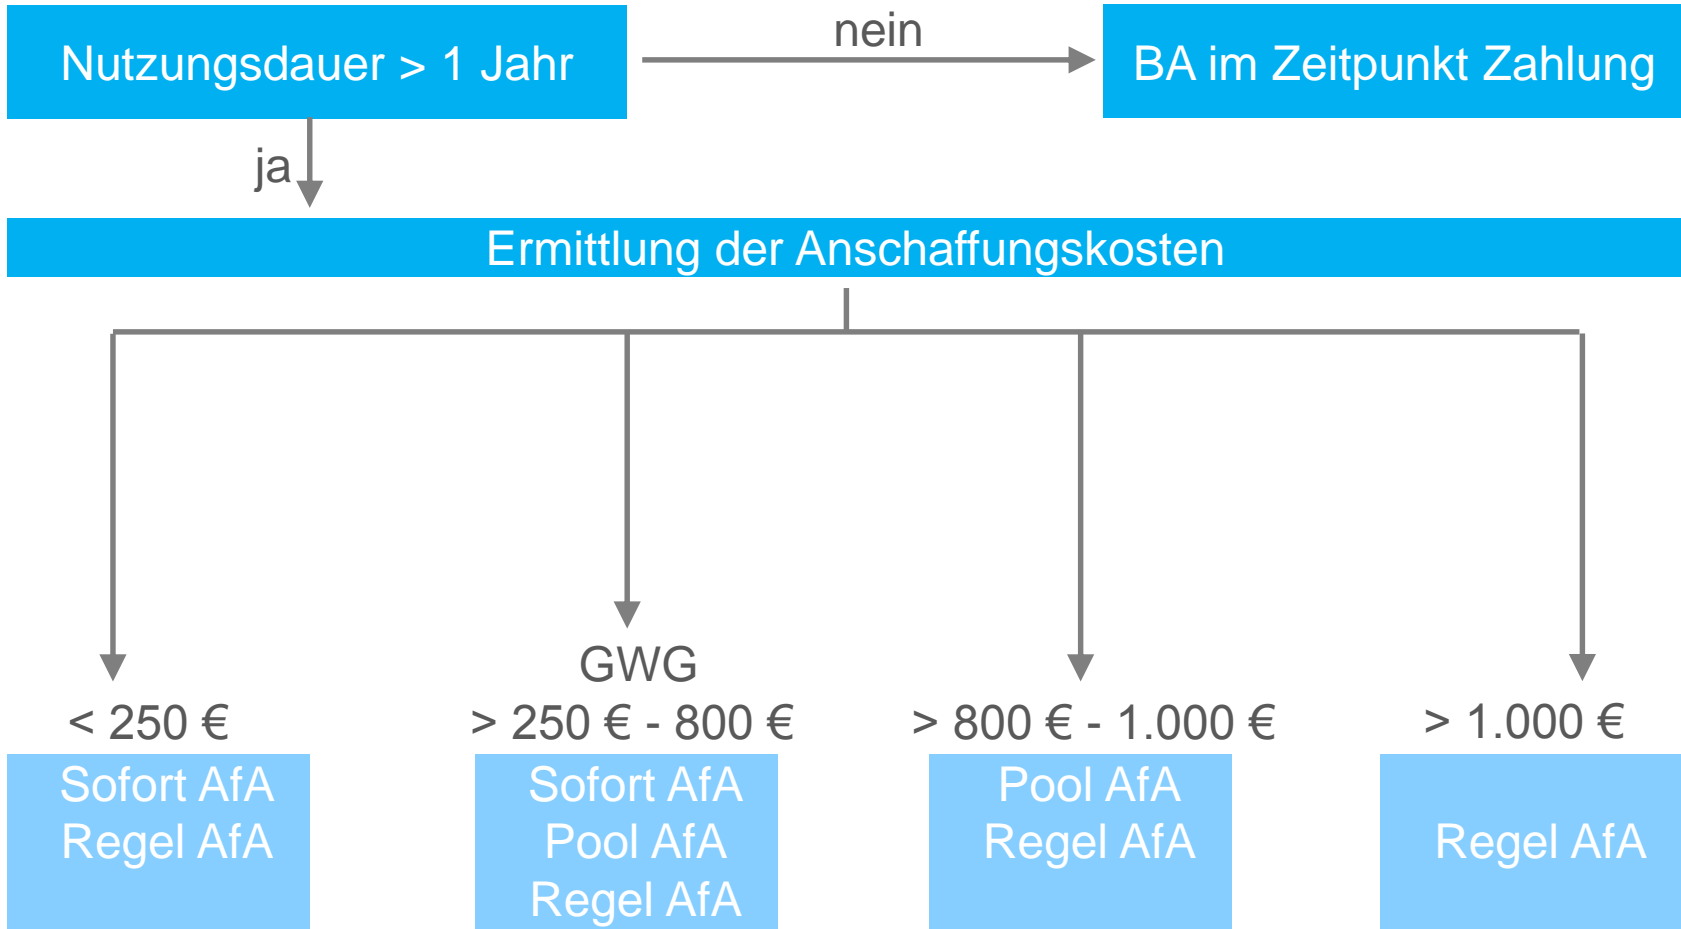 Nutzungsdauer > 1 Jahr
nein
BA im Zeitpunkt Zahlung
ja
Ermittlung der Anschaffungskosten
< 250 €
Sofort AfA
Regel AfA
GWG
> 250 € - 800 €
Sofort AfA
Pool AfA
Regel AfA
> 800 € - 1.000 €
Pool AfA
Regel AfA
> 1.000 €
Regel AfA